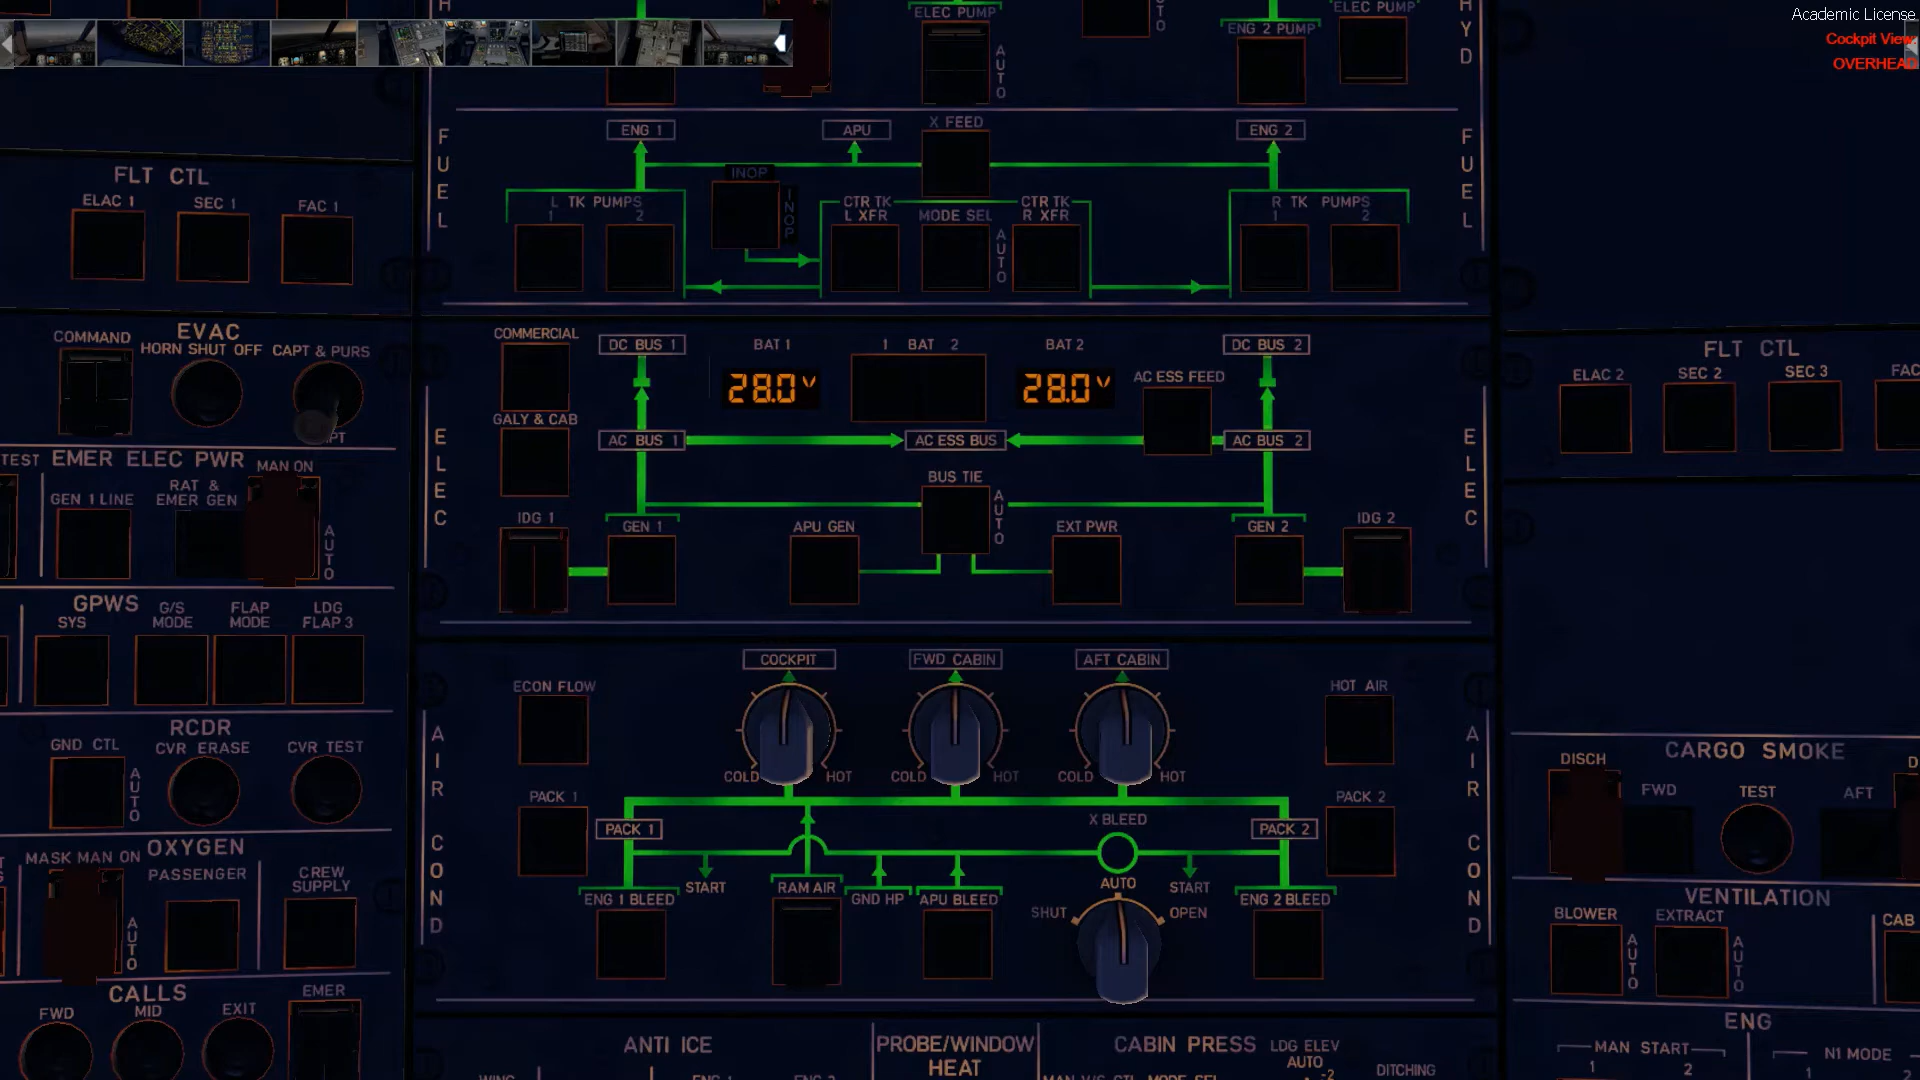 Academic License
Cockpit View
OVERHEAD
ELEC PUMP
AUTO
ENG 2 PUMP
ELEC PUMP
HYD
FUEL
ENG 1
APU
X FEED
ENG 2
FUEL
INOP
INOP
L TK PUMPS
1 2
CTR TK
L XFR
MODE SEL
AUTO
CTR TK
R XFR
R TK PUMPS
1 2
FLT CTL
ELAC 1
SEC 1
FAC 1
EVAC
COMMAND
HORN SHUT OFF
CAPT & PURS
EMER ELEC PWR
TEST
GEN 1 LINE
RAT &
EMER GEN
MAN ON
AUTO
GPWS
SYS
G/S
MODE
FLAP
MODE
LDG
FLAP 3
RCDR
GND CTL
AUTO
CVR ERASE
CVR TEST
OXYGEN
MASK MAN ON
AUTO
PASSENGER
CREW
SUPPLY
CALLS
FWD
MID
EXIT
EMER
ELEC
COMMERCIAL
GALY & CAB
DC BUS 1
BAT 1
28.0V
1 BAT 2
BAT 2
28.0V
DC BUS 2
AC ESS FEED
AC BUS 1
AC ESS BUS
AC BUS 2
BUS TIE
AUTO
IDG 1
GEN 1
APU GEN
EXT PWR
GEN 2
IDG 2
ELEC
AIR COND
ECON FLOW
COCKPIT
COLD HOT
FWD CABIN
COLD HOT
AFT CABIN
COLD HOT
HOT AIR
PACK 1
PACK 1
X BLEED
PACK 2
PACK 2
START
AUTO
START
ENG 1 BLEED
RAM AIR
GND HP
APU BLEED
SHUT OPEN
ENG 2 BLEED
AIR COND
ANTI ICE
PROBE/WINDOW
HEAT
CABIN PRESS
LDG ELEV
AUTO
-2
MODE SEL
DITCHING
FLT CTL
ELAC 2
SEC 2
SEC 3
FAC
CARGO SMOKE
DISCH
FWD
TEST
AFT
VENTILATION
BLOWER
AUTO
EXTRACT
AUTO
CAB
ENG
MAN START
1 2
N1 MODE
1